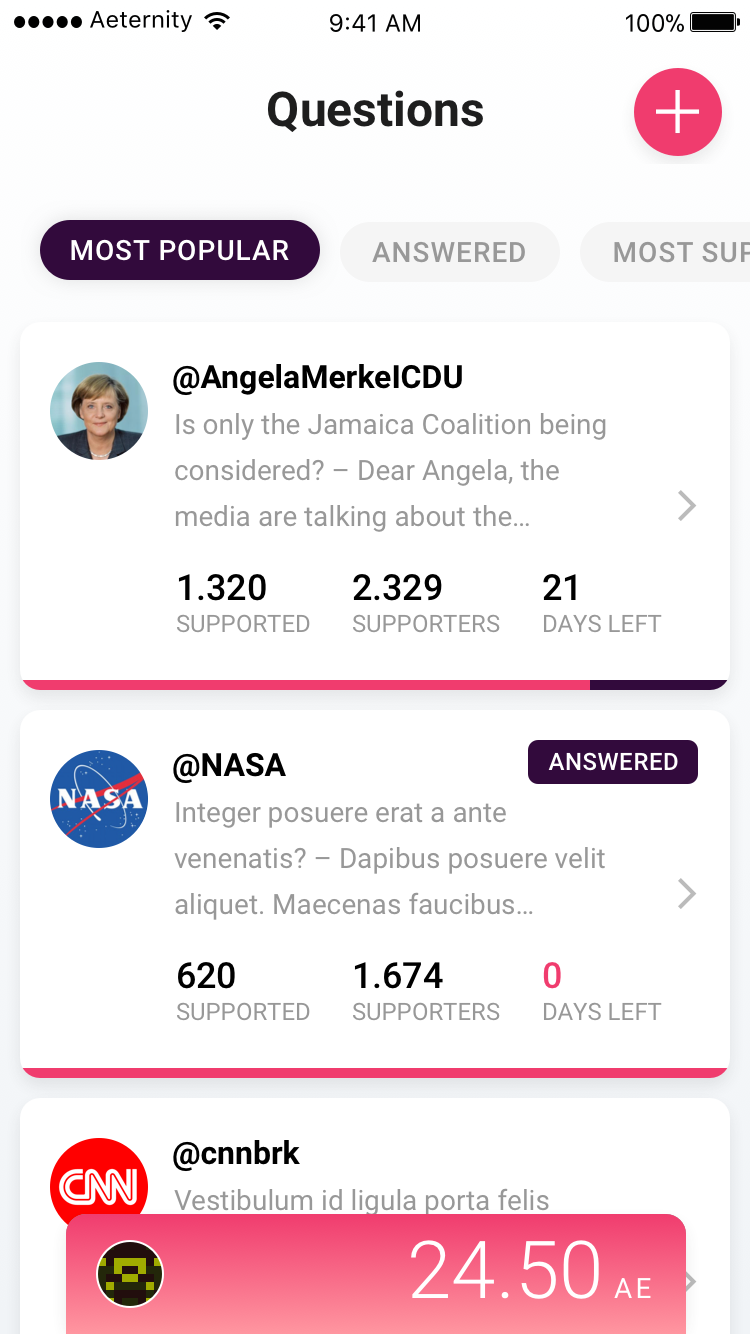 Aeternity 9:41 AM 100%
Questions
MOST POPULAR ANSWERED MOST SUP
@AngelaMerkelCDU
Is only the Jamaica Coalition being
considered? – Dear Angela, the
media are talking about the…
1.320 2.329 21
SUPPORTED SUPPORTERS DAYS LEFT
@NASA ANSWERED
NASA
Integer posuere erat a ante
venenatis? – Dapibus posuere velit
aliquet. Maecenas faucibus…
620 1.674 0
SUPPORTED SUPPORTERS DAYS LEFT
@cnnbrk
CNN
Vestibulum id ligula porta felis
24.50 AE